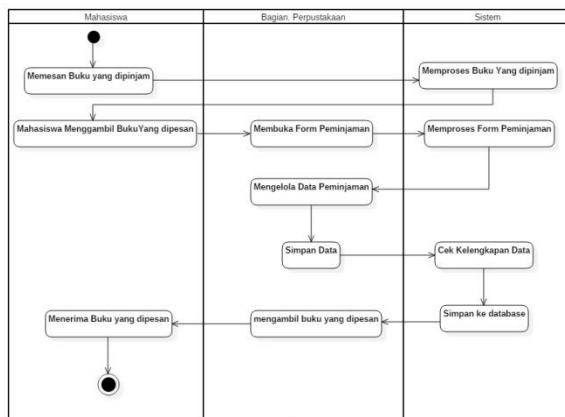 Mahasiswa
Bagian. Perpustakaan
Sistem
Memesan Buku yang dipinjam
Memproses Buku Yang dipinjam
Mahasiswa Menggambil BukuYang dipesan
Membuka Form Peminjaman
Memproses Form Peminjaman
Mengelola Data Peminjaman
Simpan Data
Cek Kelengkapan Data
Menerima Buku yang dipesan
mengambil buku yang dipesan
Simpan ke database